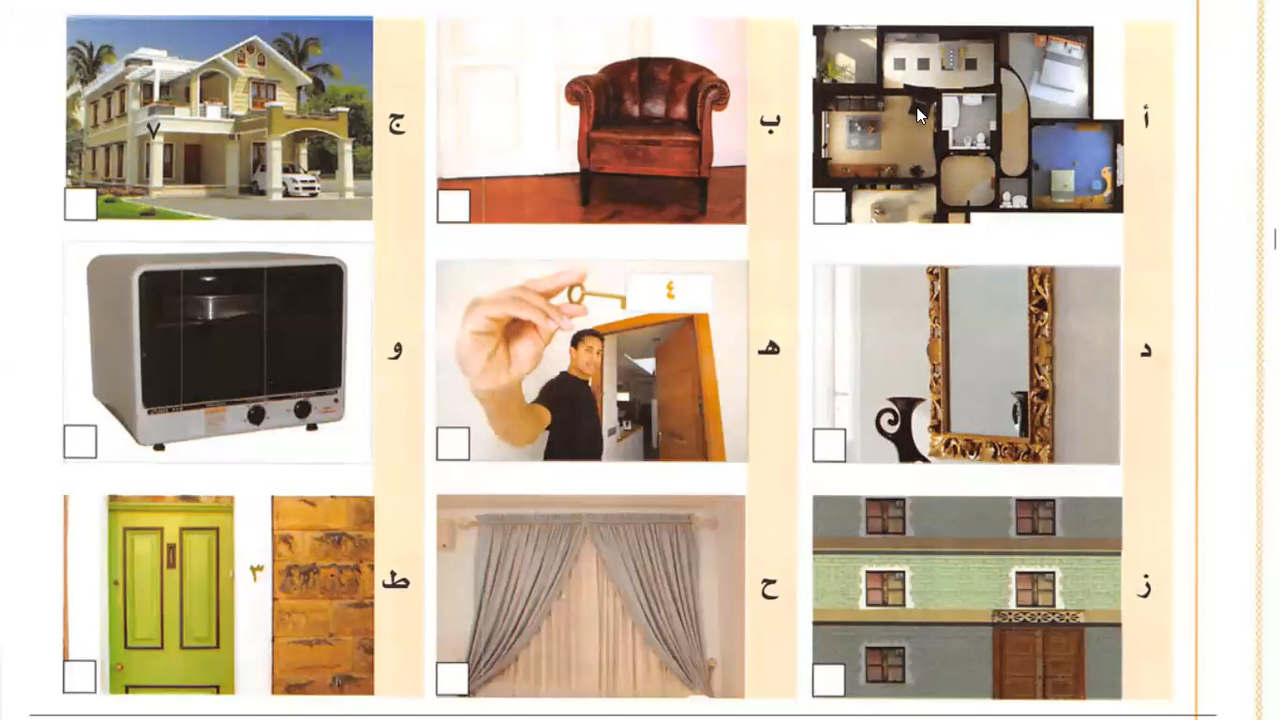 أ
ب
ج
٧
د
هـ
٤
و
ز
ح
ط
٣